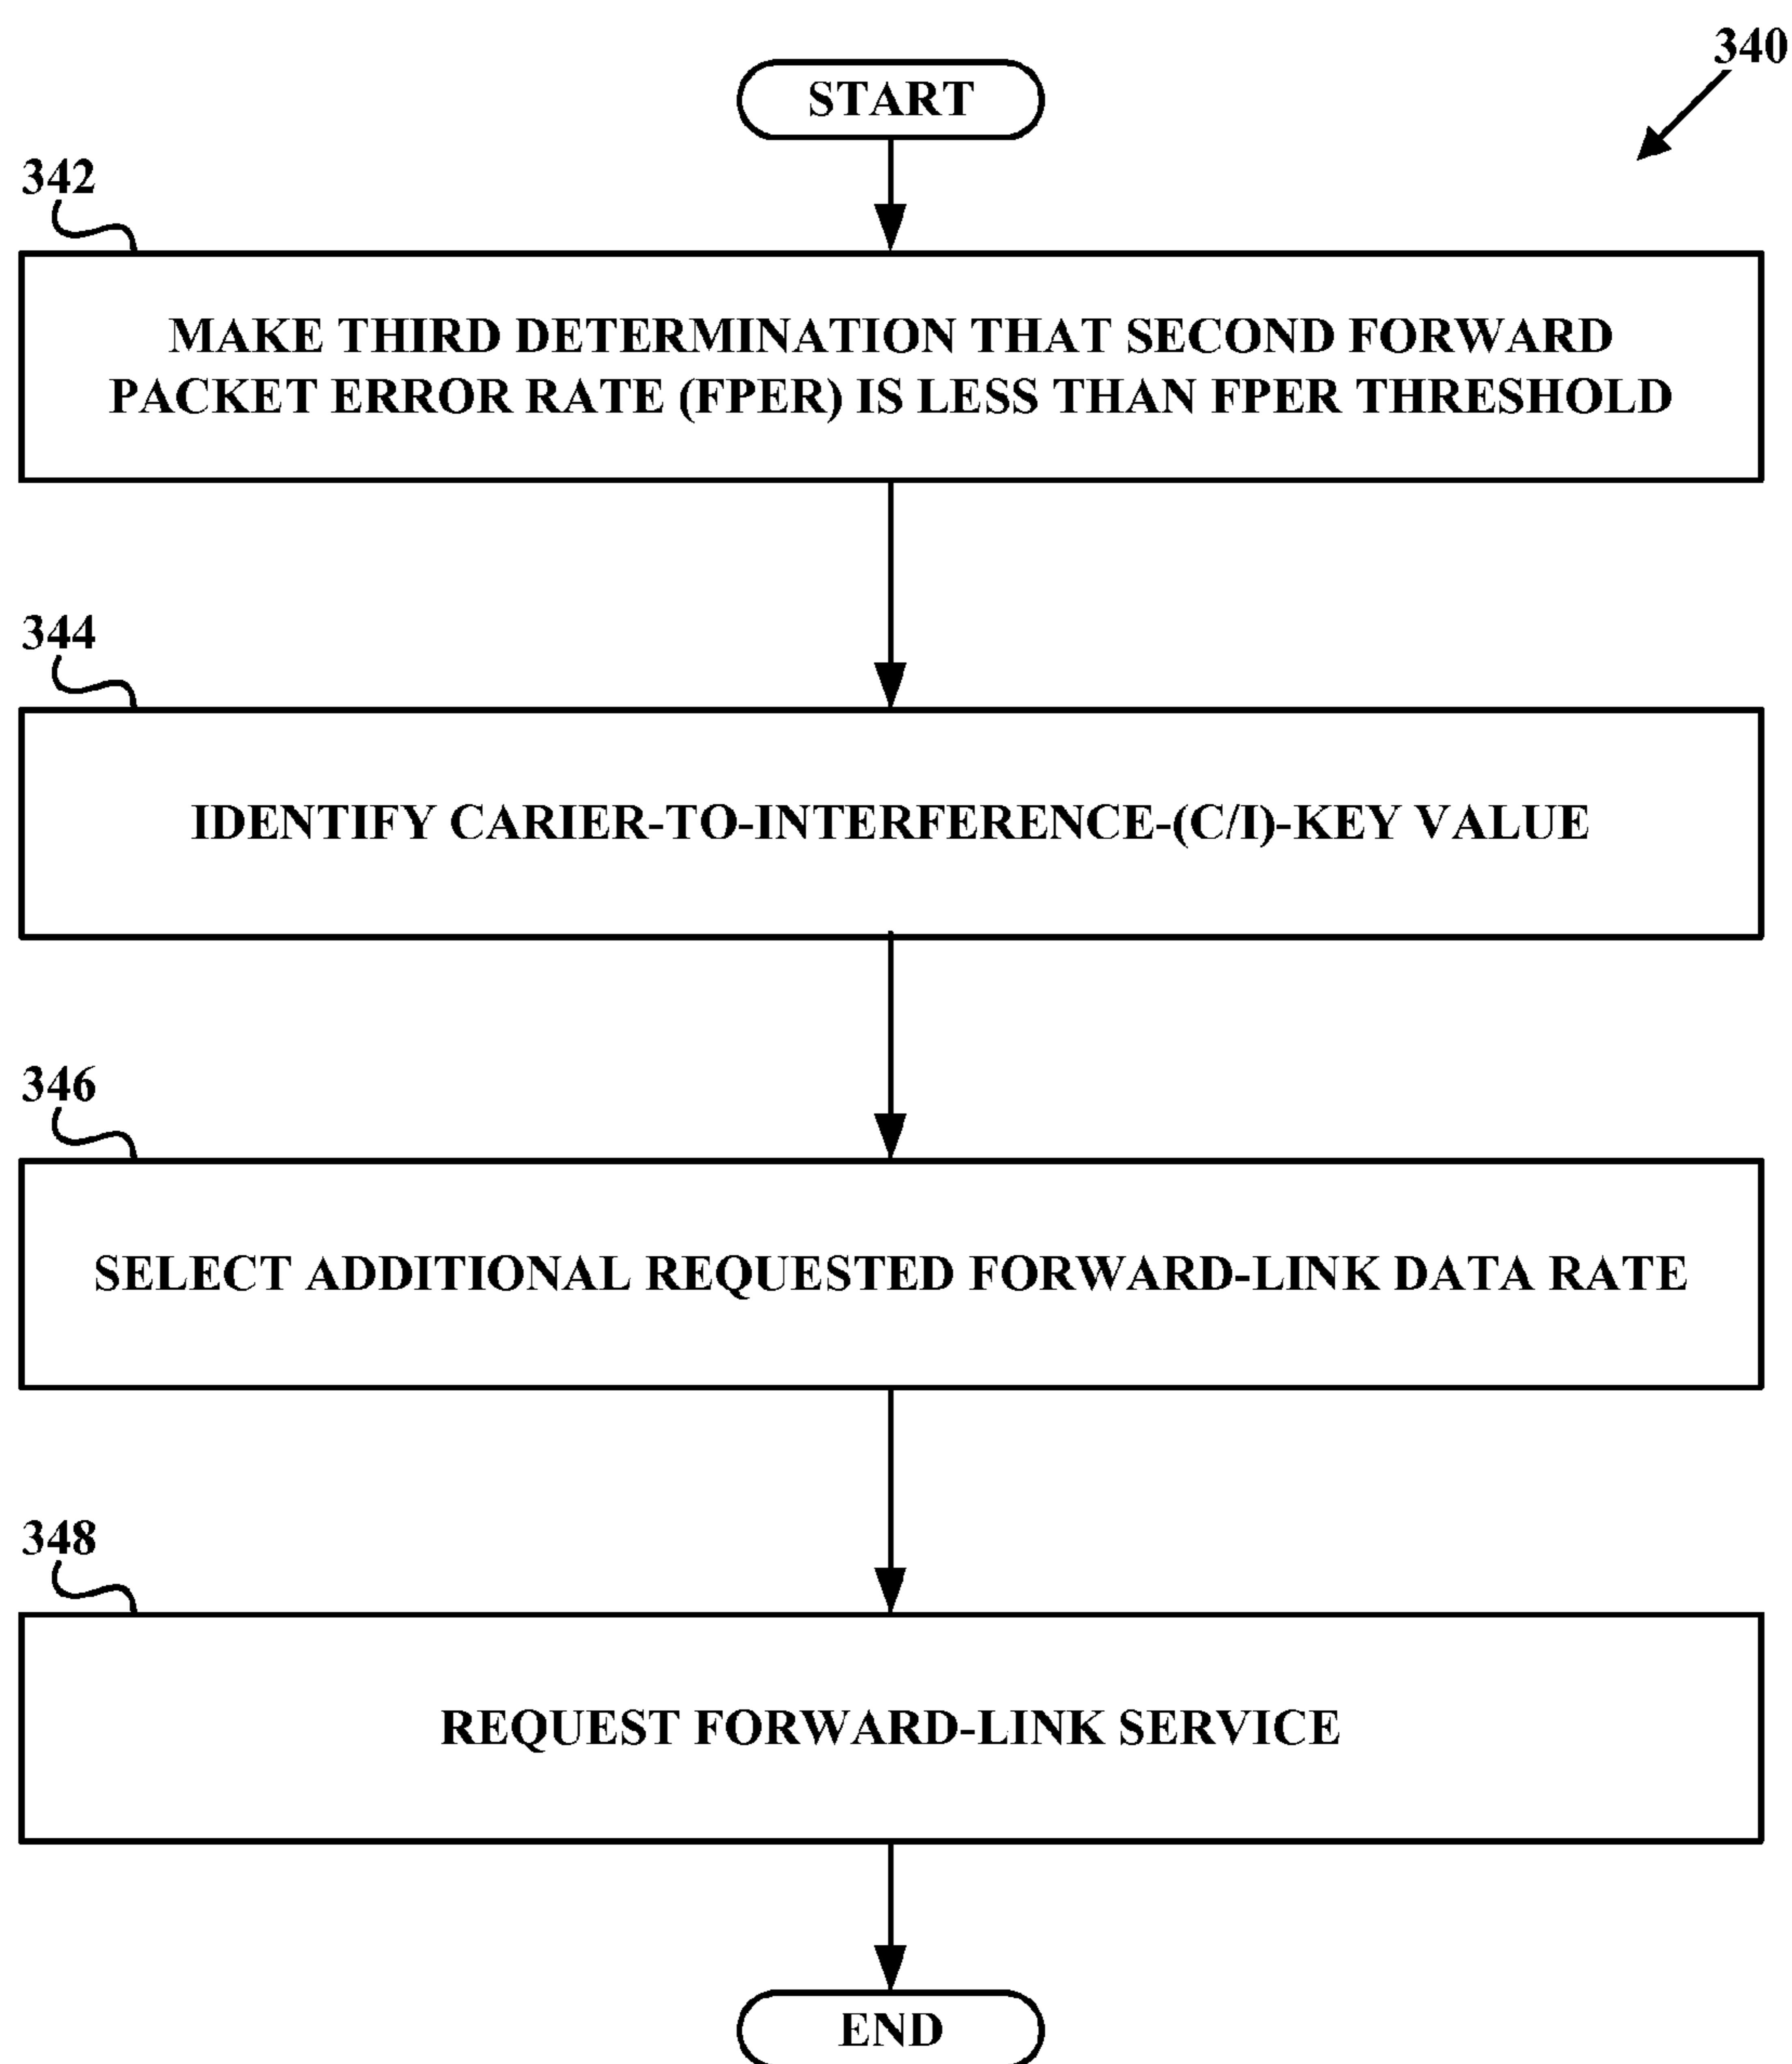 340
START
342
MAKE THIRD DETERMINATION THAT SECOND FORWARD
PACKET ERROR RATE (FPER) IS LESS THAN FPER THRESHOLD
344
IDENTIFY CARIER-TO-INTERFERENCE-(C/I)-KEY VALUE
346
SELECT ADDITIONAL REQUESTED FORWARD-LINK DATA RATE
348
REQUEST FORWARD-LINK SERVICE
END